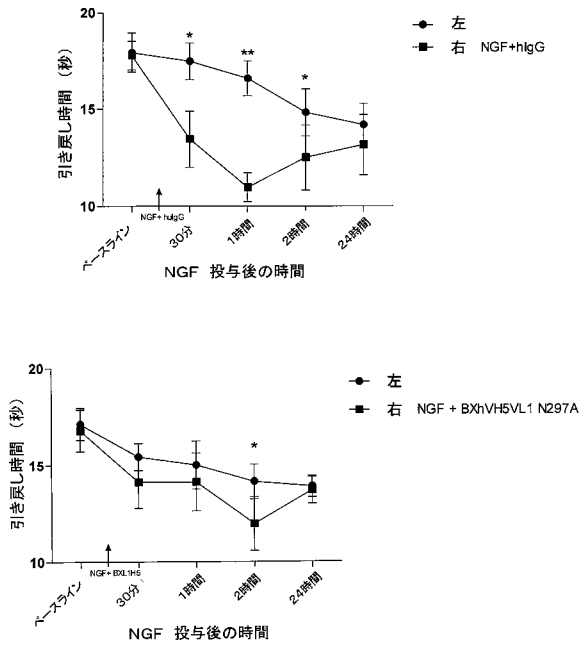 20
15
10
引き戻し時間 (秒)
*
**
*
左
右 NGF+hIgG
NGF+ huIgG
ベースライン
30分
1時間
2時間
24時間
NGF 投与後の時間
20
15
10
引き戻し時間 (秒)
*
左
右 NGF + BXhVH5VL1 N297A
NGF+ BXL1H5
ベースライン
30分
1時間
2時間
24時間
NGF 投与後の時間